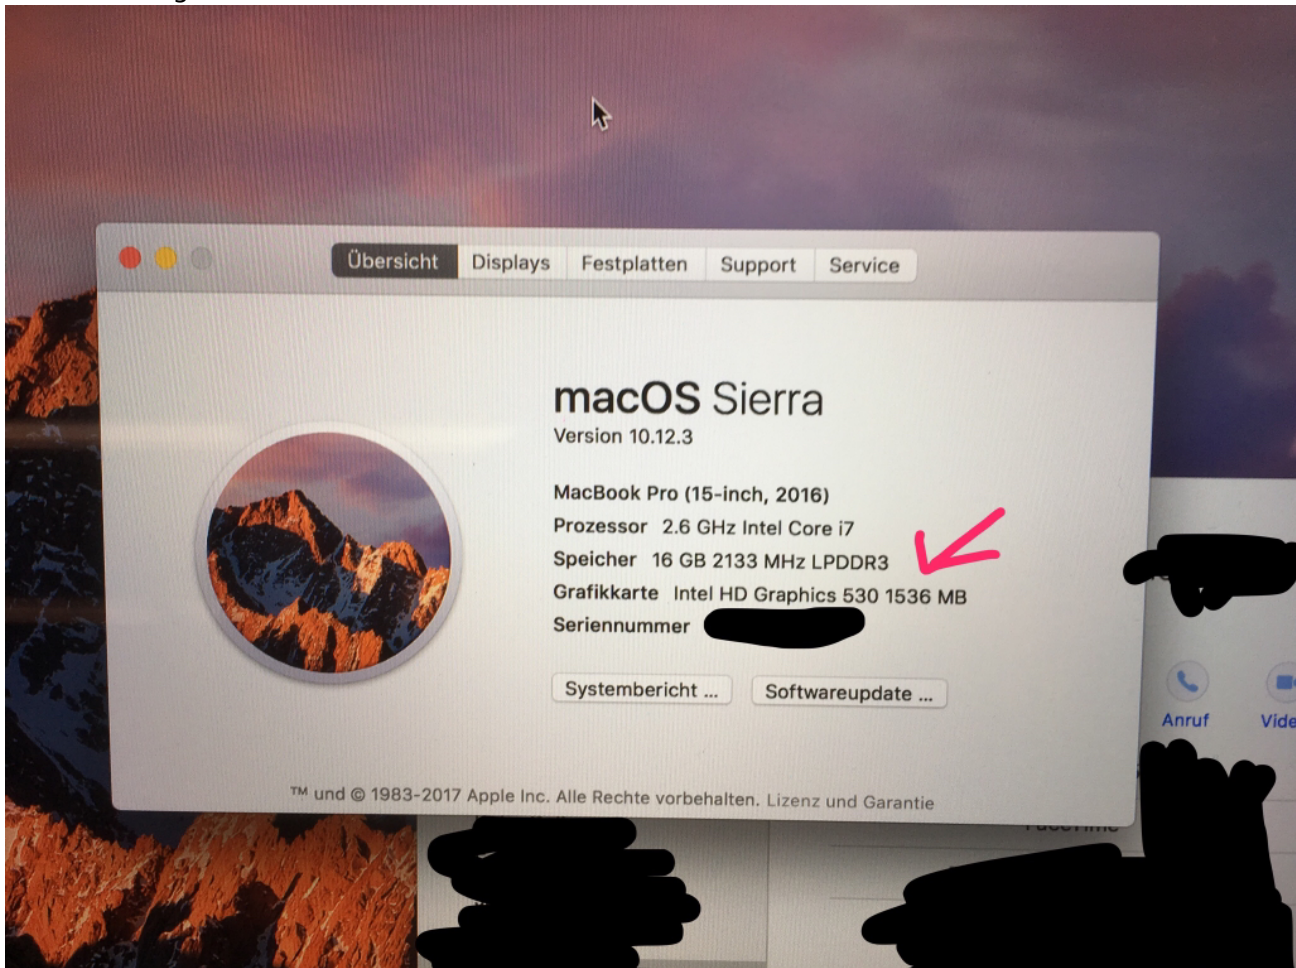 Übersicht Displays Festplatten Support Service
macOS Sierra
Version 10.12.3
MacBook Pro (15-inch, 2016)
Prozessor 2.6 GHz Intel Core i7
Speicher 16 GB 2133 MHz LPDDR3
Grafikkarte Intel HD Graphics 530 1536 MB
Seriennummer
Systembericht ... Softwareupdate ...
Anruf
™ und © 1983-2017 Apple Inc. Alle Rechte vorbehalten. Lizenz und Garantie
FaceTime